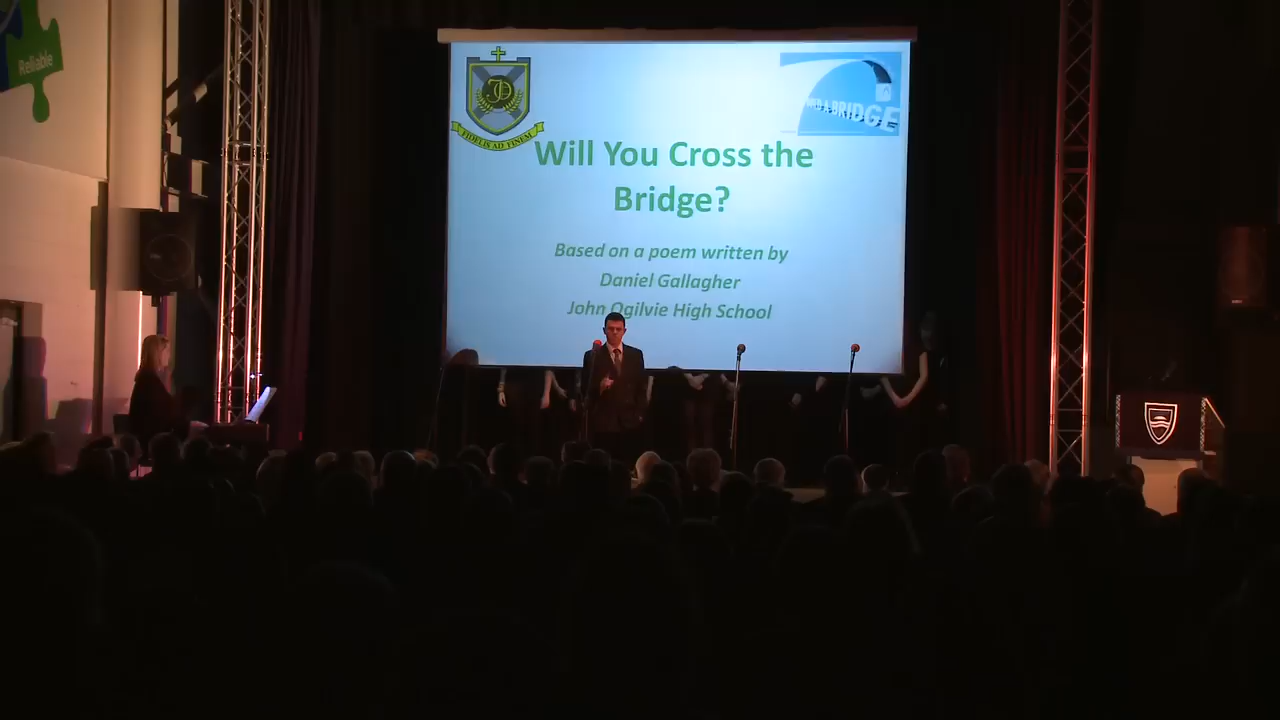 Reliable
FIDELIS AD FINEM
BUILD A BRIDGE
Will You Cross the
Bridge?
Based on a poem written by
Daniel Gallagher
John Ogilvie High School